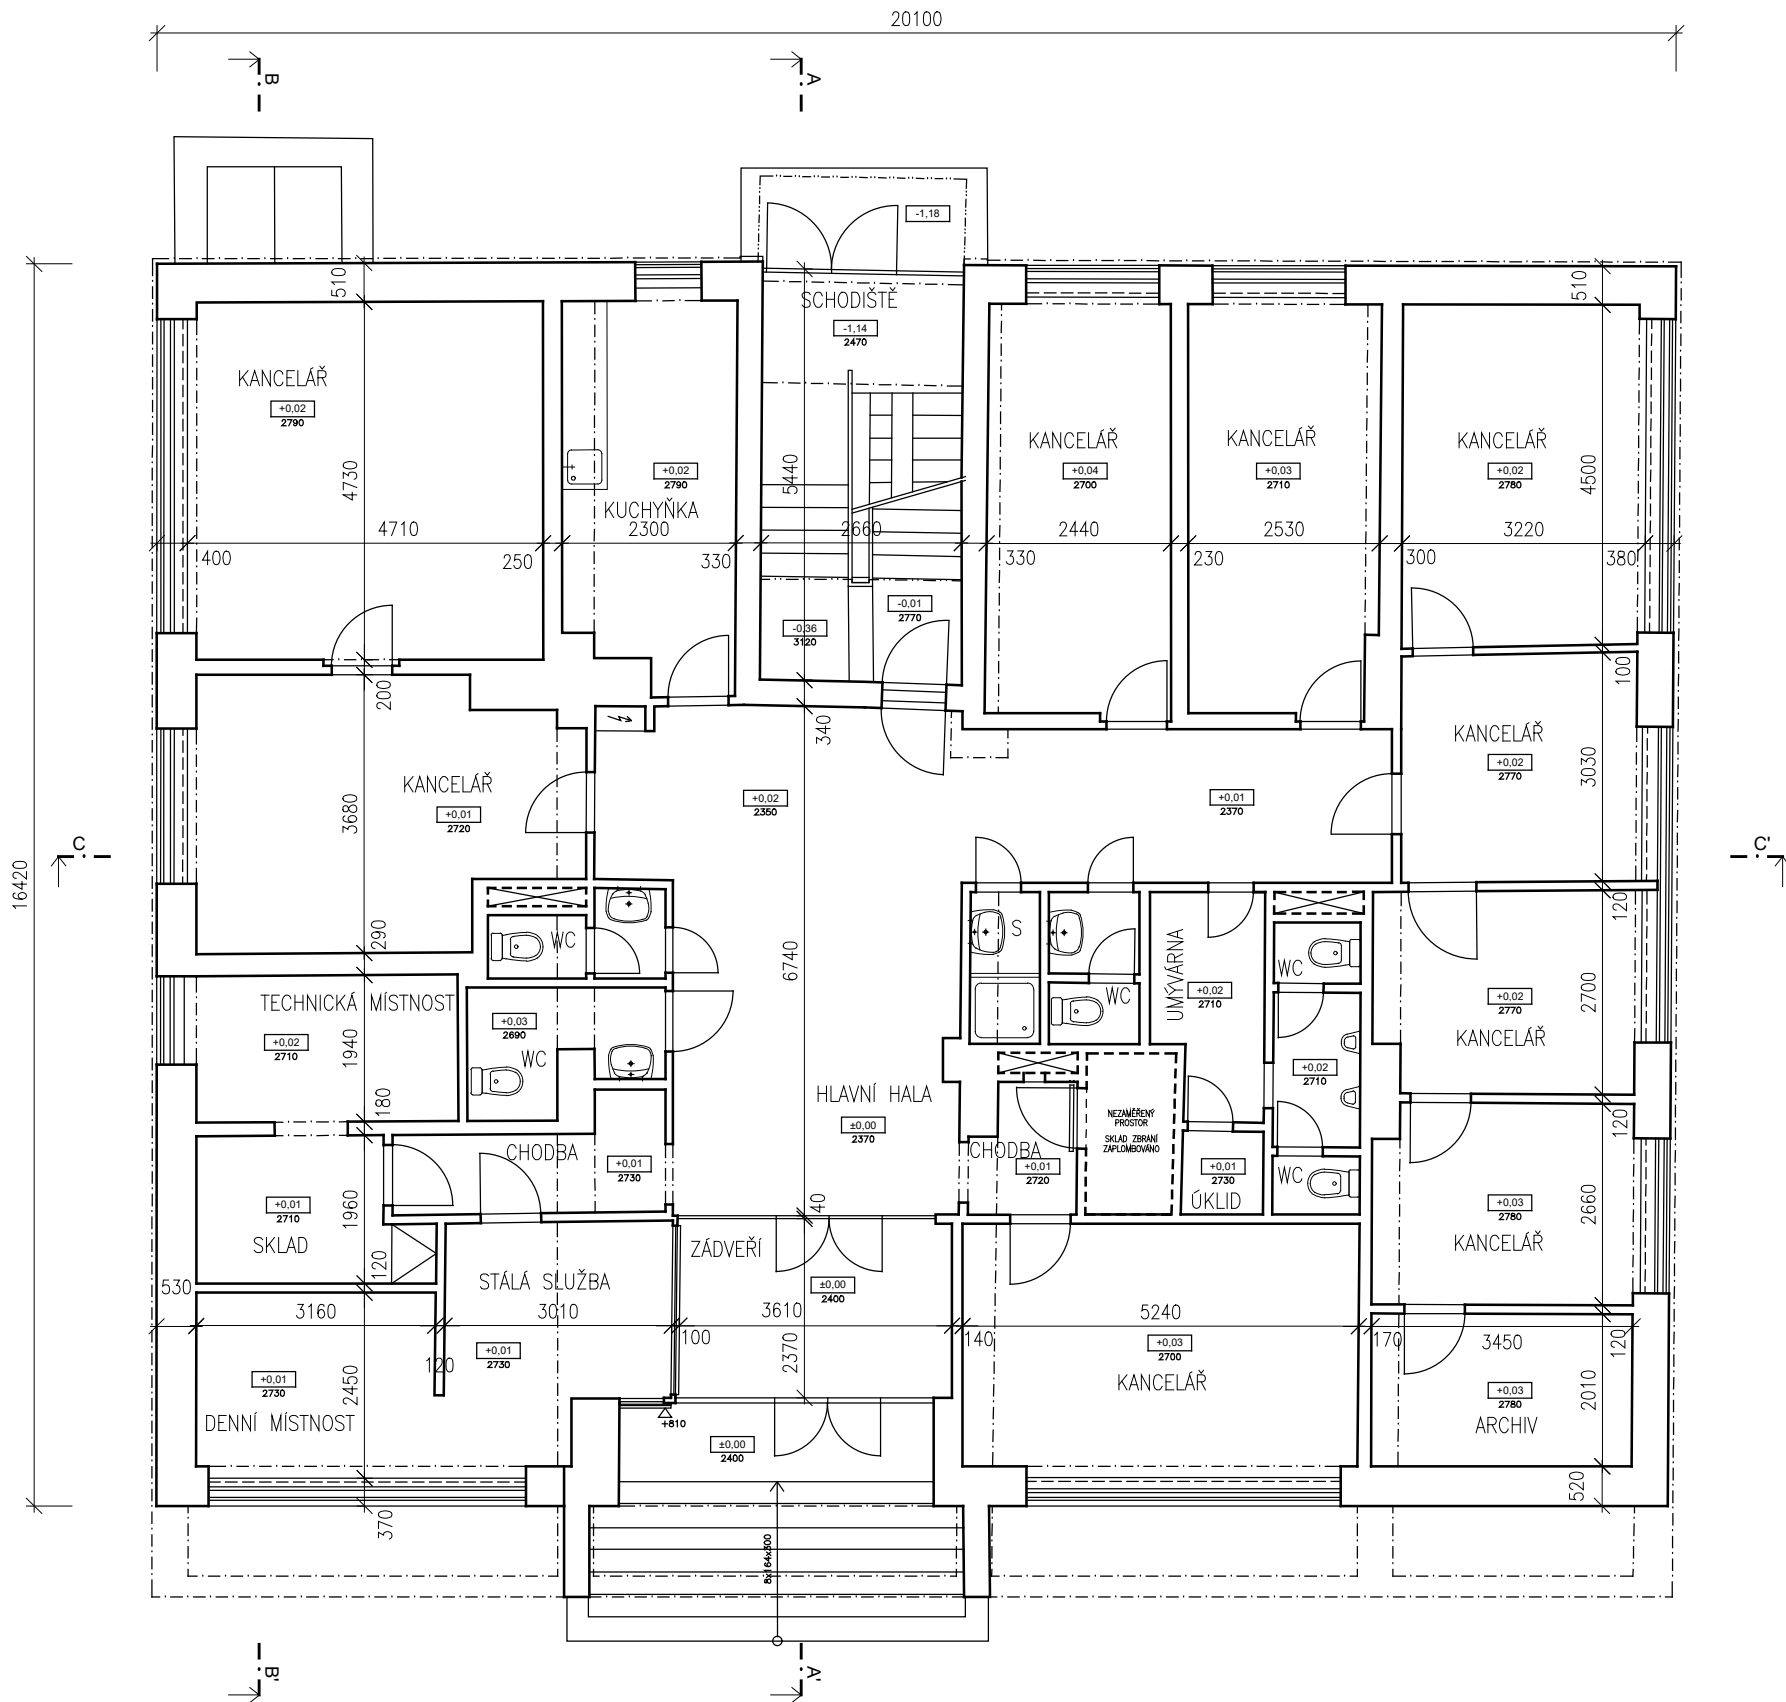 20100
B
A
-1,18
510
SCHODIŠTĚ
-1,14
2470
510
KANCELÁŘ
+0,02
2790
4730
+0,02
2790
KUCHYŇKA
5440
KANCELÁŘ
+0,04
2700
KANCELÁŘ
+0,03
2710
KANCELÁŘ
+0,02
2780
4500
4710
2300
2660
2440
2530
3220
400
250
330
330
230
300
380
-0,01
2770
-0,36
3120
200
340
100
KANCELÁŘ
+0,01
2720
3680
+0,02
2350
+0,01
2370
KANCELÁŘ
+0,02
2770
3030
C
C'
16420
290
WC
6740
S
WC
UMÝVÁRNA
+0,02
2710
WC
120
TECHNICKÁ MÍSTNOST
+0,02
2710
1940
+0,03
2690
WC
+0,02
2710
+0,02
2770
KANCELÁŘ
2700
180
HLAVNÍ HALA
±0,00
2370
NEZAMĚŘENÝ
PROSTOR
SKLAD ZBRANÍ
ZAPLOMBOVÁNO
120
CHODBA
+0,01
2730
CHODBA
+0,01
2720
+0,01
2730
ÚKLID
WC
+0,01
2710
SKLAD
1960
40
+0,03
2780
KANCELÁŘ
2660
120
530
STÁLÁ SLUŽBA
ZÁDVEŘÍ
±0,00
2400
3160
3010
3610
5240
3450
100
140
170
120
120
+0,01
2730
+0,01
2730
2450
DENNÍ MÍSTNOST
2370
+0,03
2700
KANCELÁŘ
+0,03
2780
ARCHIV
2010
+810
±0,00
2400
370
520
8x164x300
B'
A'